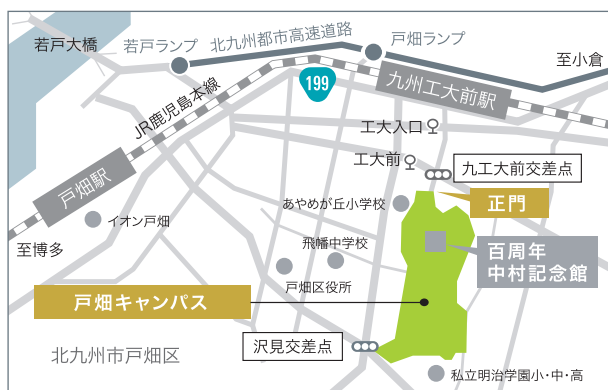 若戸大橋
若戸ランプ
北九州都市高速道路
戸畑ランプ
至小倉
JR鹿児島本線
199
九州工大前駅
工大入口
工大前
九工大前交差点
戸畑駅
イオン戸畑
至博多
あやめが丘小学校
正門
飛幡中学校
戸畑区役所
百周年
中村記念館
戸畑キャンパス
沢見交差点
北九州市戸畑区
私立明治学園小・中・高